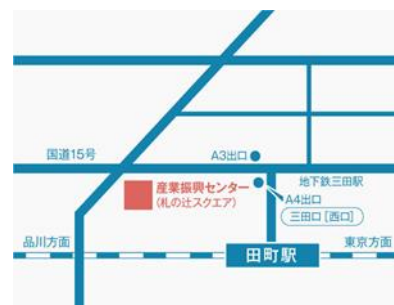 国道15号
A3出口
産業振興センター
(札の辻スクエア)
地下鉄三田駅
A4出口
三田口[西口]
品川方面
田町駅
東京方面